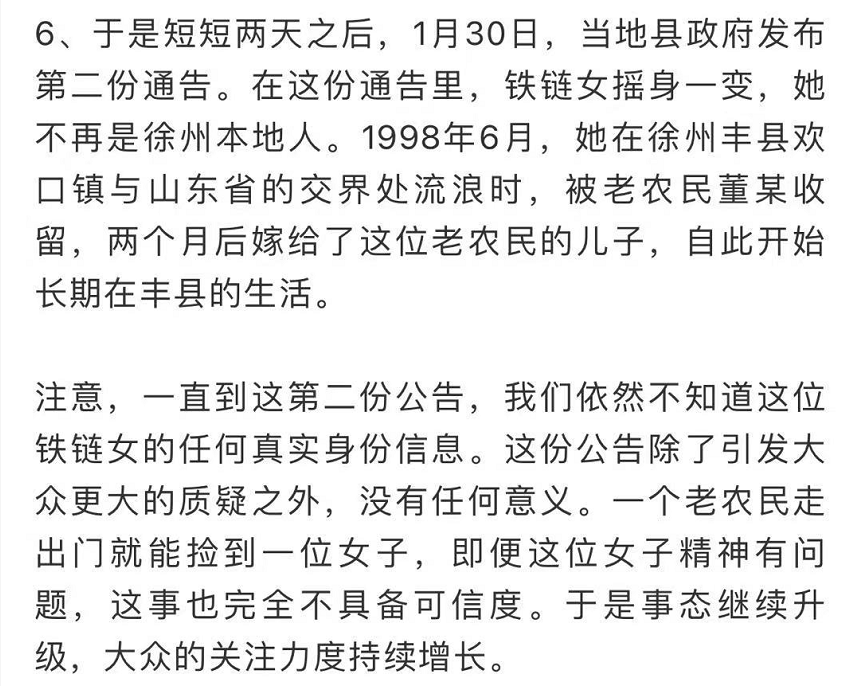 6、于是短短两天之后，1月30日，当地县政府发布
第二份通告。在这份通告里，铁链女摇身一变，她
不再是徐州本地人。1998年6月，她在徐州丰县欢
口镇与山东省的交界处流浪时，被老农民董某收
留，两个月后嫁给了这位老农民的儿子，自此开始
长期在丰县的生活。
注意，一直到这第二份公告，我们依然不知道这位
铁链女的任何真实身份信息。这份公告除了引发大
众更大的质疑之外，没有任何意义。一个老农民走
出门就能捡到一位女子，即便这位女子精神有问
题，这事也完全不具备可信度。于是事态继续升
级，大众的关注力度持续增长。